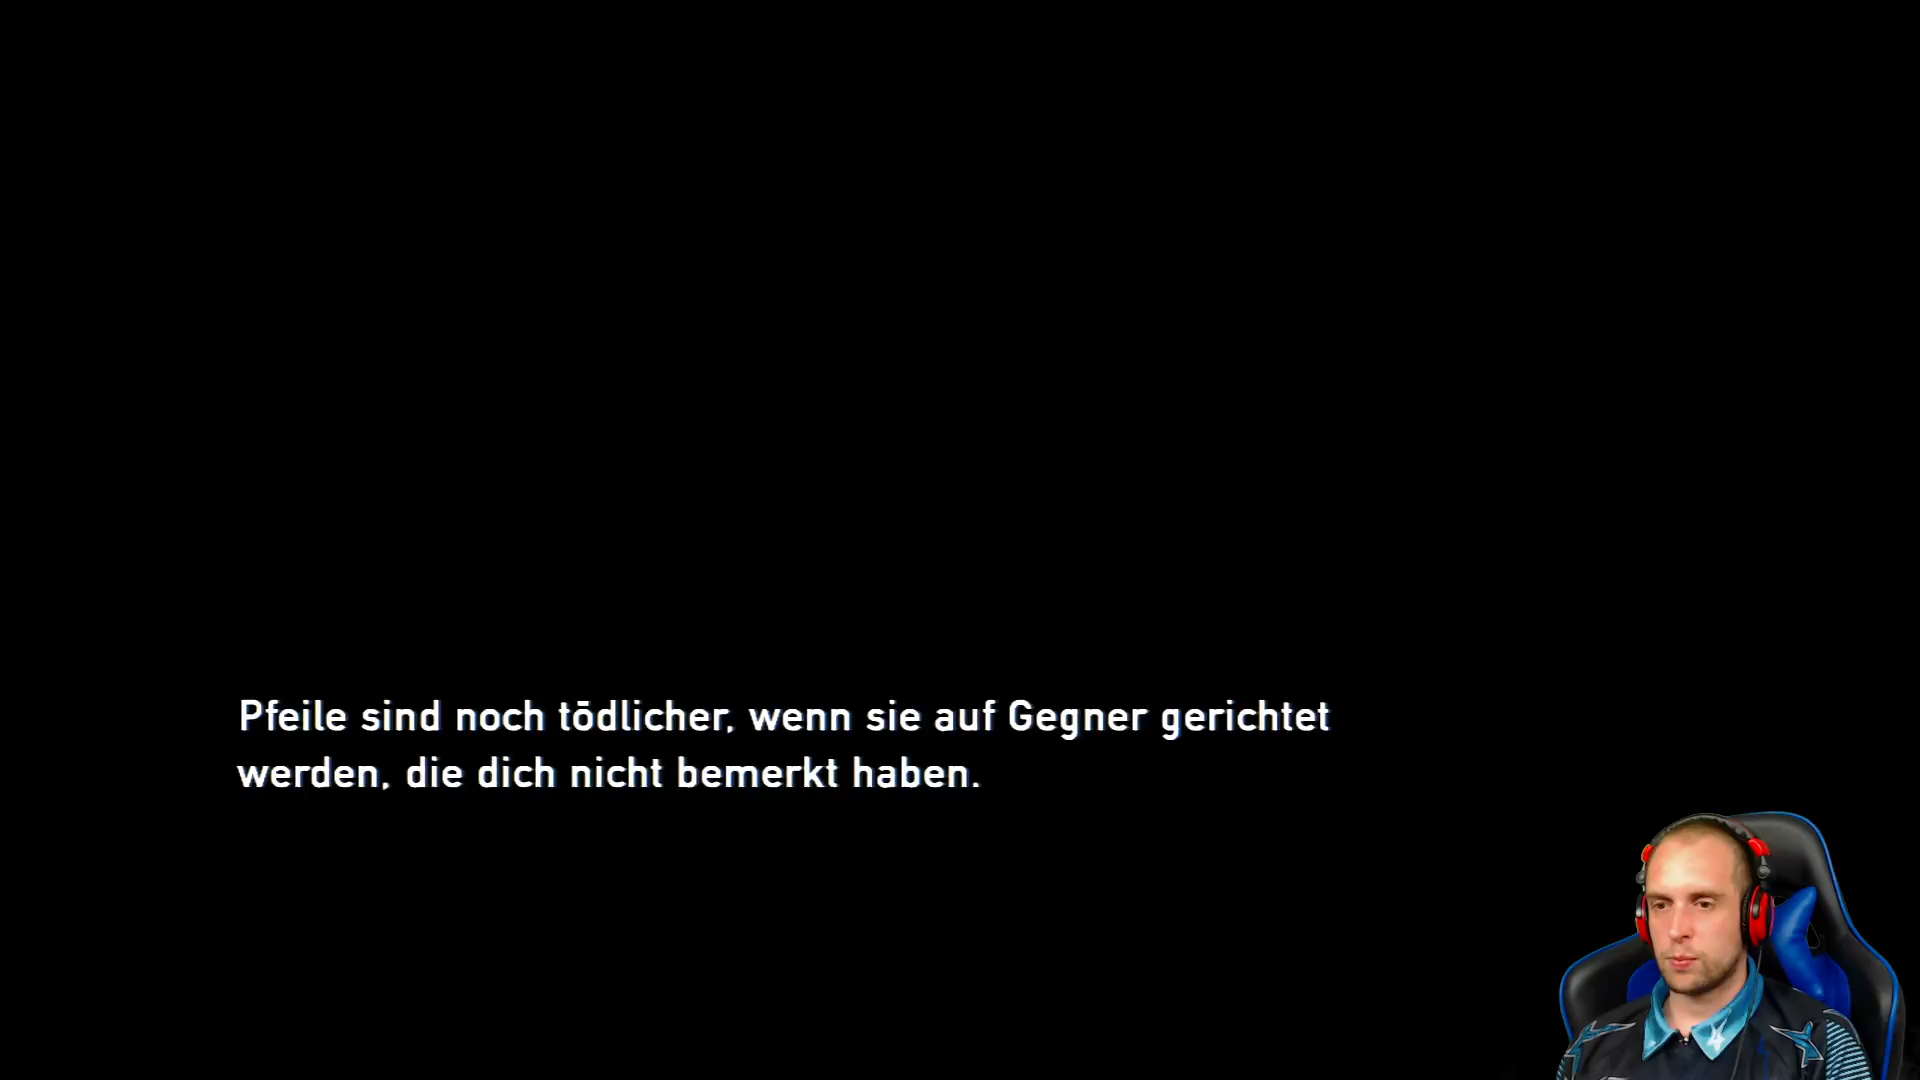 Pfeile sind noch tödlicher, wenn sie auf Gegner gerichtet
werden, die dich nicht bemerkt haben.